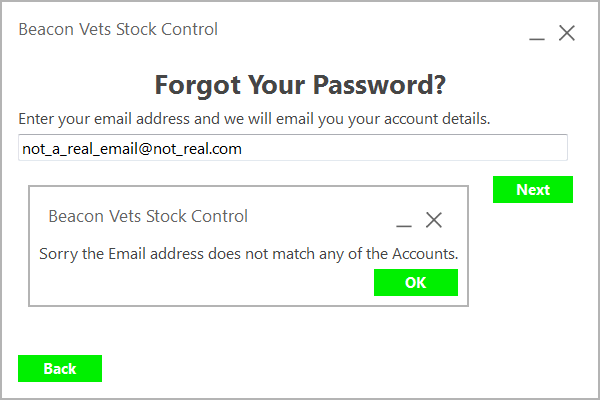 Beacon Vets Stock Control
Forgot Your Password?
Enter your email address and we will email you your account details.
not_a_real_email@not_real.com
Next
Beacon Vets Stock Control
Sorry the Email address does not match any of the Accounts.
OK
Back